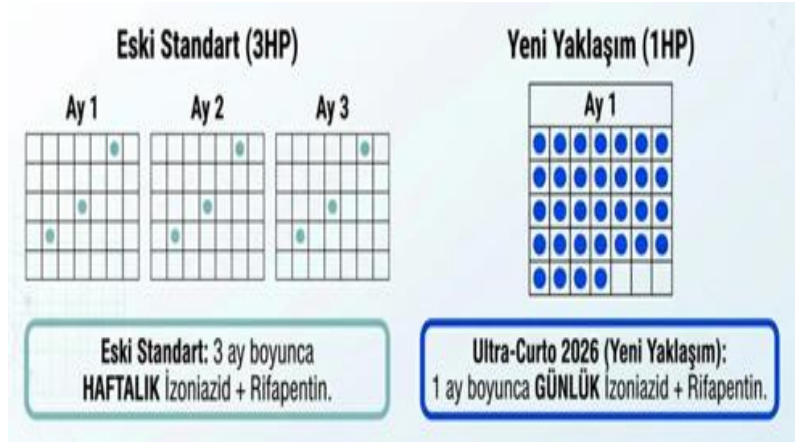 Eski Standart (3HP)
Ay 1
Ay 2
Ay 3
Eski Standart: 3 ay boyunca
HAFTALIK İzoniazid + Rifapentin.
Yeni Yaklaşım (1HP)
Ay 1
Ultra-Curto 2026 (Yeni Yaklaşım):
1 ay boyunca GÜNLÜK İzoniazid + Rifapentin.